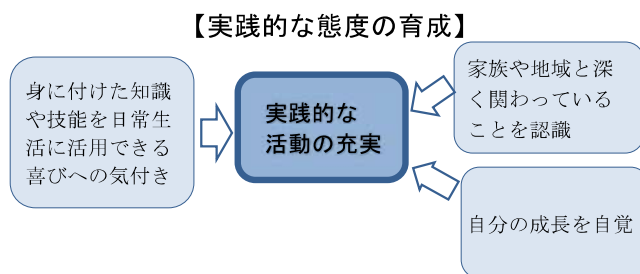 【実践的な態度の育成】
身に付けた知識
や技能を日常生
活に活用できる
喜びへの気付き
実践的な
活動の充実
家族や地域と深
く関わっている
ことを認識
自分の成長を自覚